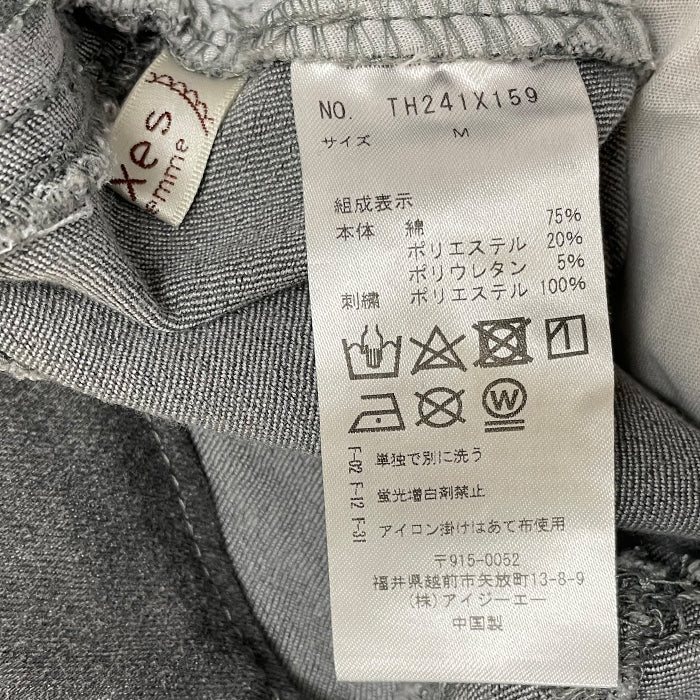 xes
emme
NO. TH241X159
サイズ M
組成表示
本体 綿 75%
ポリエステル 20%
ポリウレタン 5%
刺繍 ポリエステル 100%
W
F-02 F-12 F-31
単独で別に洗う
蛍光増白剤禁止
アイロン掛けはあて布使用
〒915-0052
福井県越前市矢放町13-8-9
(株)アイジーエー
中国製